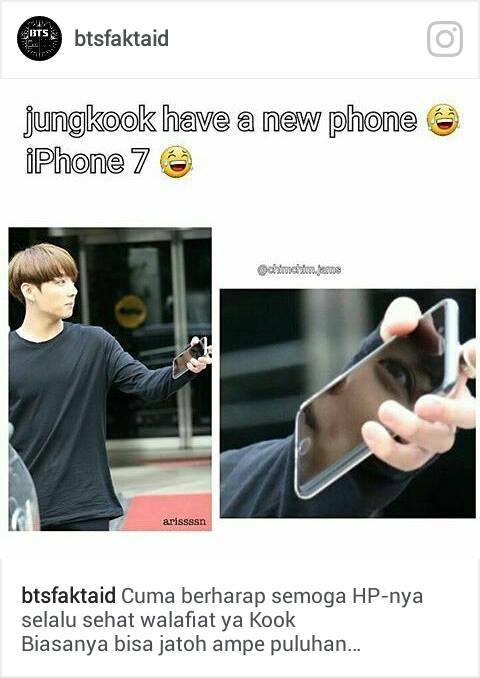 BTS
btsfaktaid
jungkook have a new phone 😂
iPhone 7 😂
@chimchim.jams
arissssn
btsfaktaid Cuma berharap semoga HP-nya
selalu sehat walafiat ya Kook
Biasanya bisa jatoh ampe puluhan...